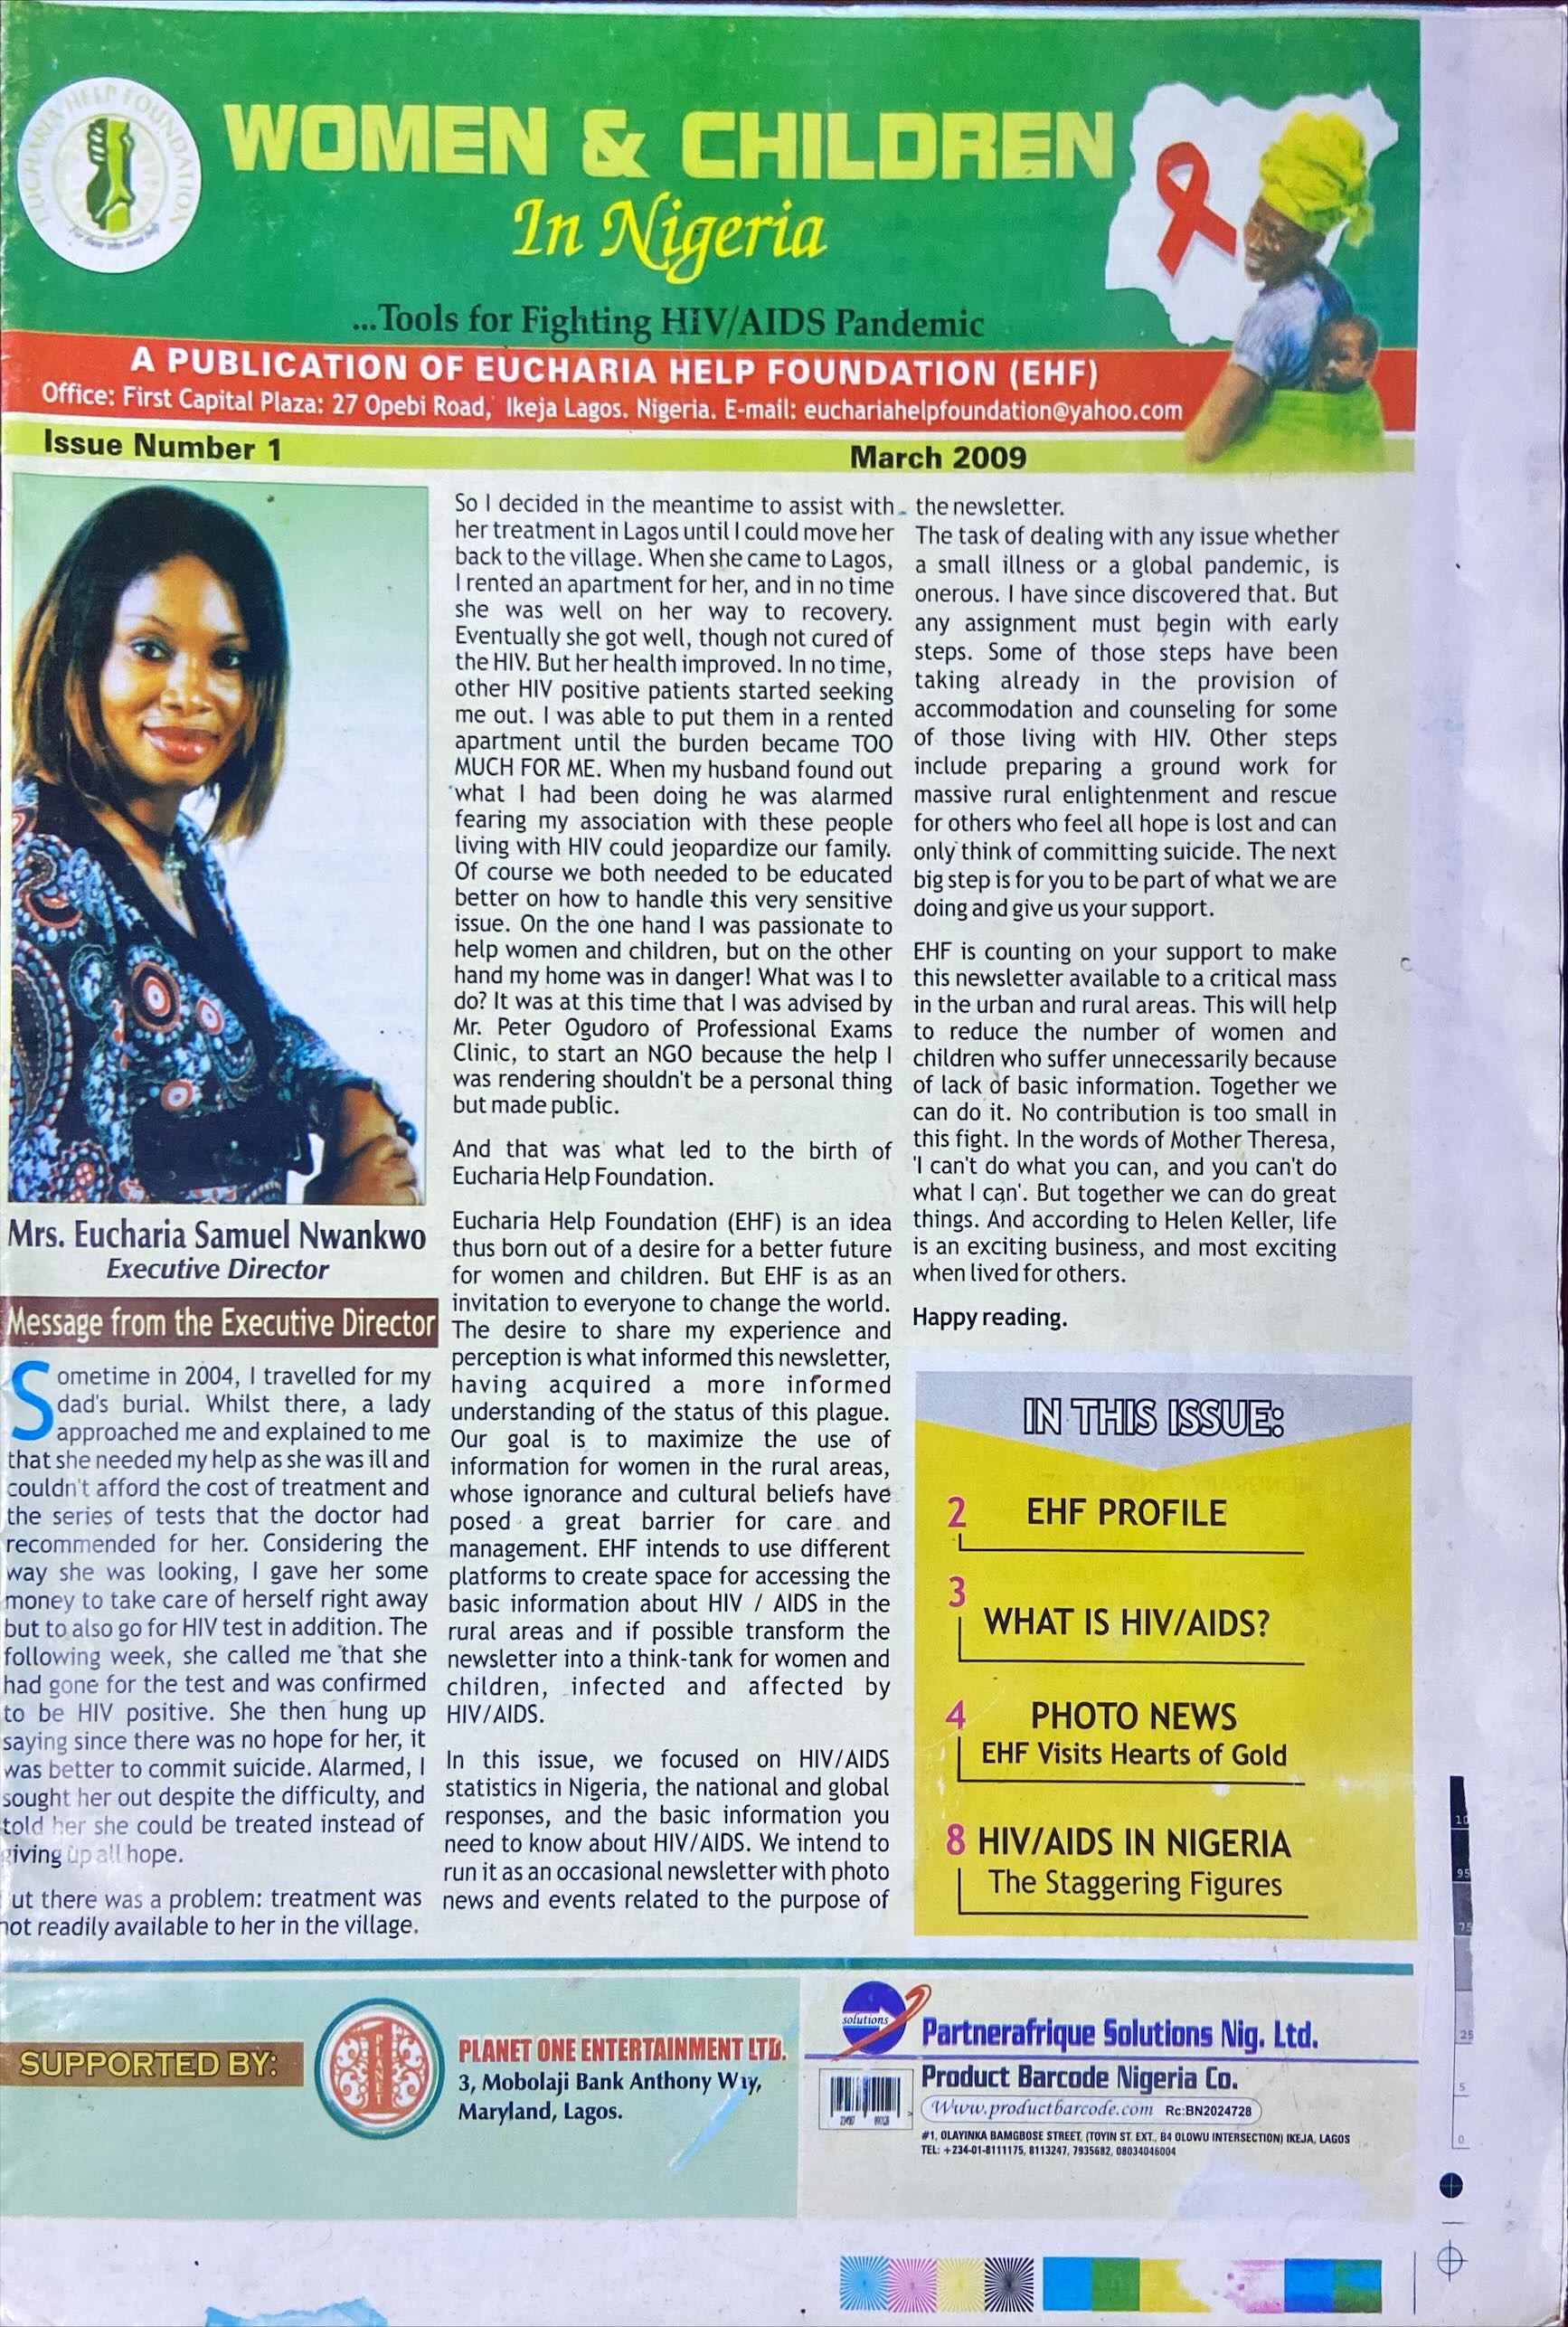 EUCHARIA HELP FOUNDATION
WOMEN & CHILDREN
In Nigeria
...Tools for Fighting HIV/AIDS Pandemic
A PUBLICATION OF EUCHARIA HELP FOUNDATION (EHF)
Office: First Capital Plaza: 27 Opebi Road, Ikeja Lagos. Nigeria. E-mail: euchariahelpfoundation@yahoo.com
Issue Number 1
March 2009
Mrs. Eucharia Samuel Nwankwo
Executive Director
Message from the Executive Director
Sometime in 2004, I travelled for my
dad's burial. Whilst there, a lady
approached me and explained to me
that she needed my help as she was ill and
couldn't afford the cost of treatment and
the series of tests that the doctor had
recommended for her. Considering the
way she was looking, I gave her some
money to take care of herself right away
but to also go for HIV test in addition. The
following week, she called me that she
had gone for the test and was confirmed
to be HIV positive. She then hung up
saying since there was no hope for her, it
was better to commit suicide. Alarmed, I
sought her out despite the difficulty, and
told her she could be treated instead of
giving up all hope.
ut there was a problem: treatment was
not readily available to her in the village.
So I decided in the meantime to assist with
her treatment in Lagos until I could move her
back to the village. When she came to Lagos,
I rented an apartment for her, and in no time
she was well on her way to recovery.
Eventually she got well, though not cured of
the HIV. But her health improved. In no time,
other HIV positive patients started seeking
me out. I was able to put them in a rented
apartment until the burden became TOO
MUCH FOR ME. When my husband found out
what I had been doing he was alarmed
fearing my association with these people
living with HIV could jeopardize our family.
Of course we both needed to be educated
better on how to handle this very sensitive
issue. On the one hand I was passionate to
help women and children, but on the other
hand my home was in danger! What was I to
do? It was at this time that I was advised by
Mr. Peter Ogudoro of Professional Exams
Clinic, to start an NGO because the help I
was rendering shouldn't be a personal thing
but made public.
And that was what led to the birth of
Eucharia Help Foundation.
Eucharia Help Foundation (EHF) is an idea
thus born out of a desire for a better future
for women and children. But EHF is as an
invitation to everyone to change the world.
The desire to share my experience and
perception is what informed this newsletter,
having acquired a more informed
understanding of the status of this plague.
Our goal is to maximize the use of
information for women in the rural areas,
whose ignorance and cultural beliefs have
posed a great barrier for care and
management. EHF intends to use different
platforms to create space for accessing the
basic information about HIV / AIDS in the
rural areas and if possible transform the
newsletter into a think-tank for women and
children, infected and affected by
HIV/AIDS.
In this issue, we focused on HIV/AIDS
statistics in Nigeria, the national and global
responses, and the basic information you
need to know about HIV/AIDS. We intend to
run it as an occasional newsletter with photo
news and events related to the purpose of
the newsletter.
The task of dealing with any issue whether
a small illness or a global pandemic, is
onerous. I have since discovered that. But
any assignment must begin with early
steps. Some of those steps have been
taking already in the provision of
accommodation and counseling for some
of those living with HIV. Other steps
include preparing a ground work for
massive rural enlightenment and rescue
for others who feel all hope is lost and can
only think of committing suicide. The next
big step is for you to be part of what we are
doing and give us your support.
EHF is counting on your support to make
this newsletter available to a critical mass
in the urban and rural areas. This will help
to reduce the number of women and
children who suffer unnecessarily because
of lack of basic information. Together we
can do it. No contribution is too small in
this fight. In the words of Mother Theresa,
'I can't do what you can, and you can't do
what I can'. But together we can do great
things. And according to Helen Keller, life
is an exciting business, and most exciting
when lived for others.
Happy reading.
IN THIS ISSUE:
2 EHF PROFILE
3
WHAT IS HIV/AIDS?
4 PHOTO NEWS
EHF Visits Hearts of Gold
8 HIV/AIDS IN NIGERIA
The Staggering Figures
SUPPORTED BY:
PLANET
PLANET ONE ENTERTAINMENT LTD.
3, Mobolaji Bank Anthony Way,
Maryland, Lagos.
solutions
Partnerafrique Solutions Nig. Ltd.
Product Barcode Nigeria Co.
Www.productbarcode.com Rc:BN2024728
#1, OLAYINKA BAMGBOSE STREET, (TOYIN ST. EXT., B4 OLOWU INTERSECTION) IKEJA, LAGOS
TEL: +234-01-8111175, 8113247, 7935682, 08034046004
95
75
25
5
0